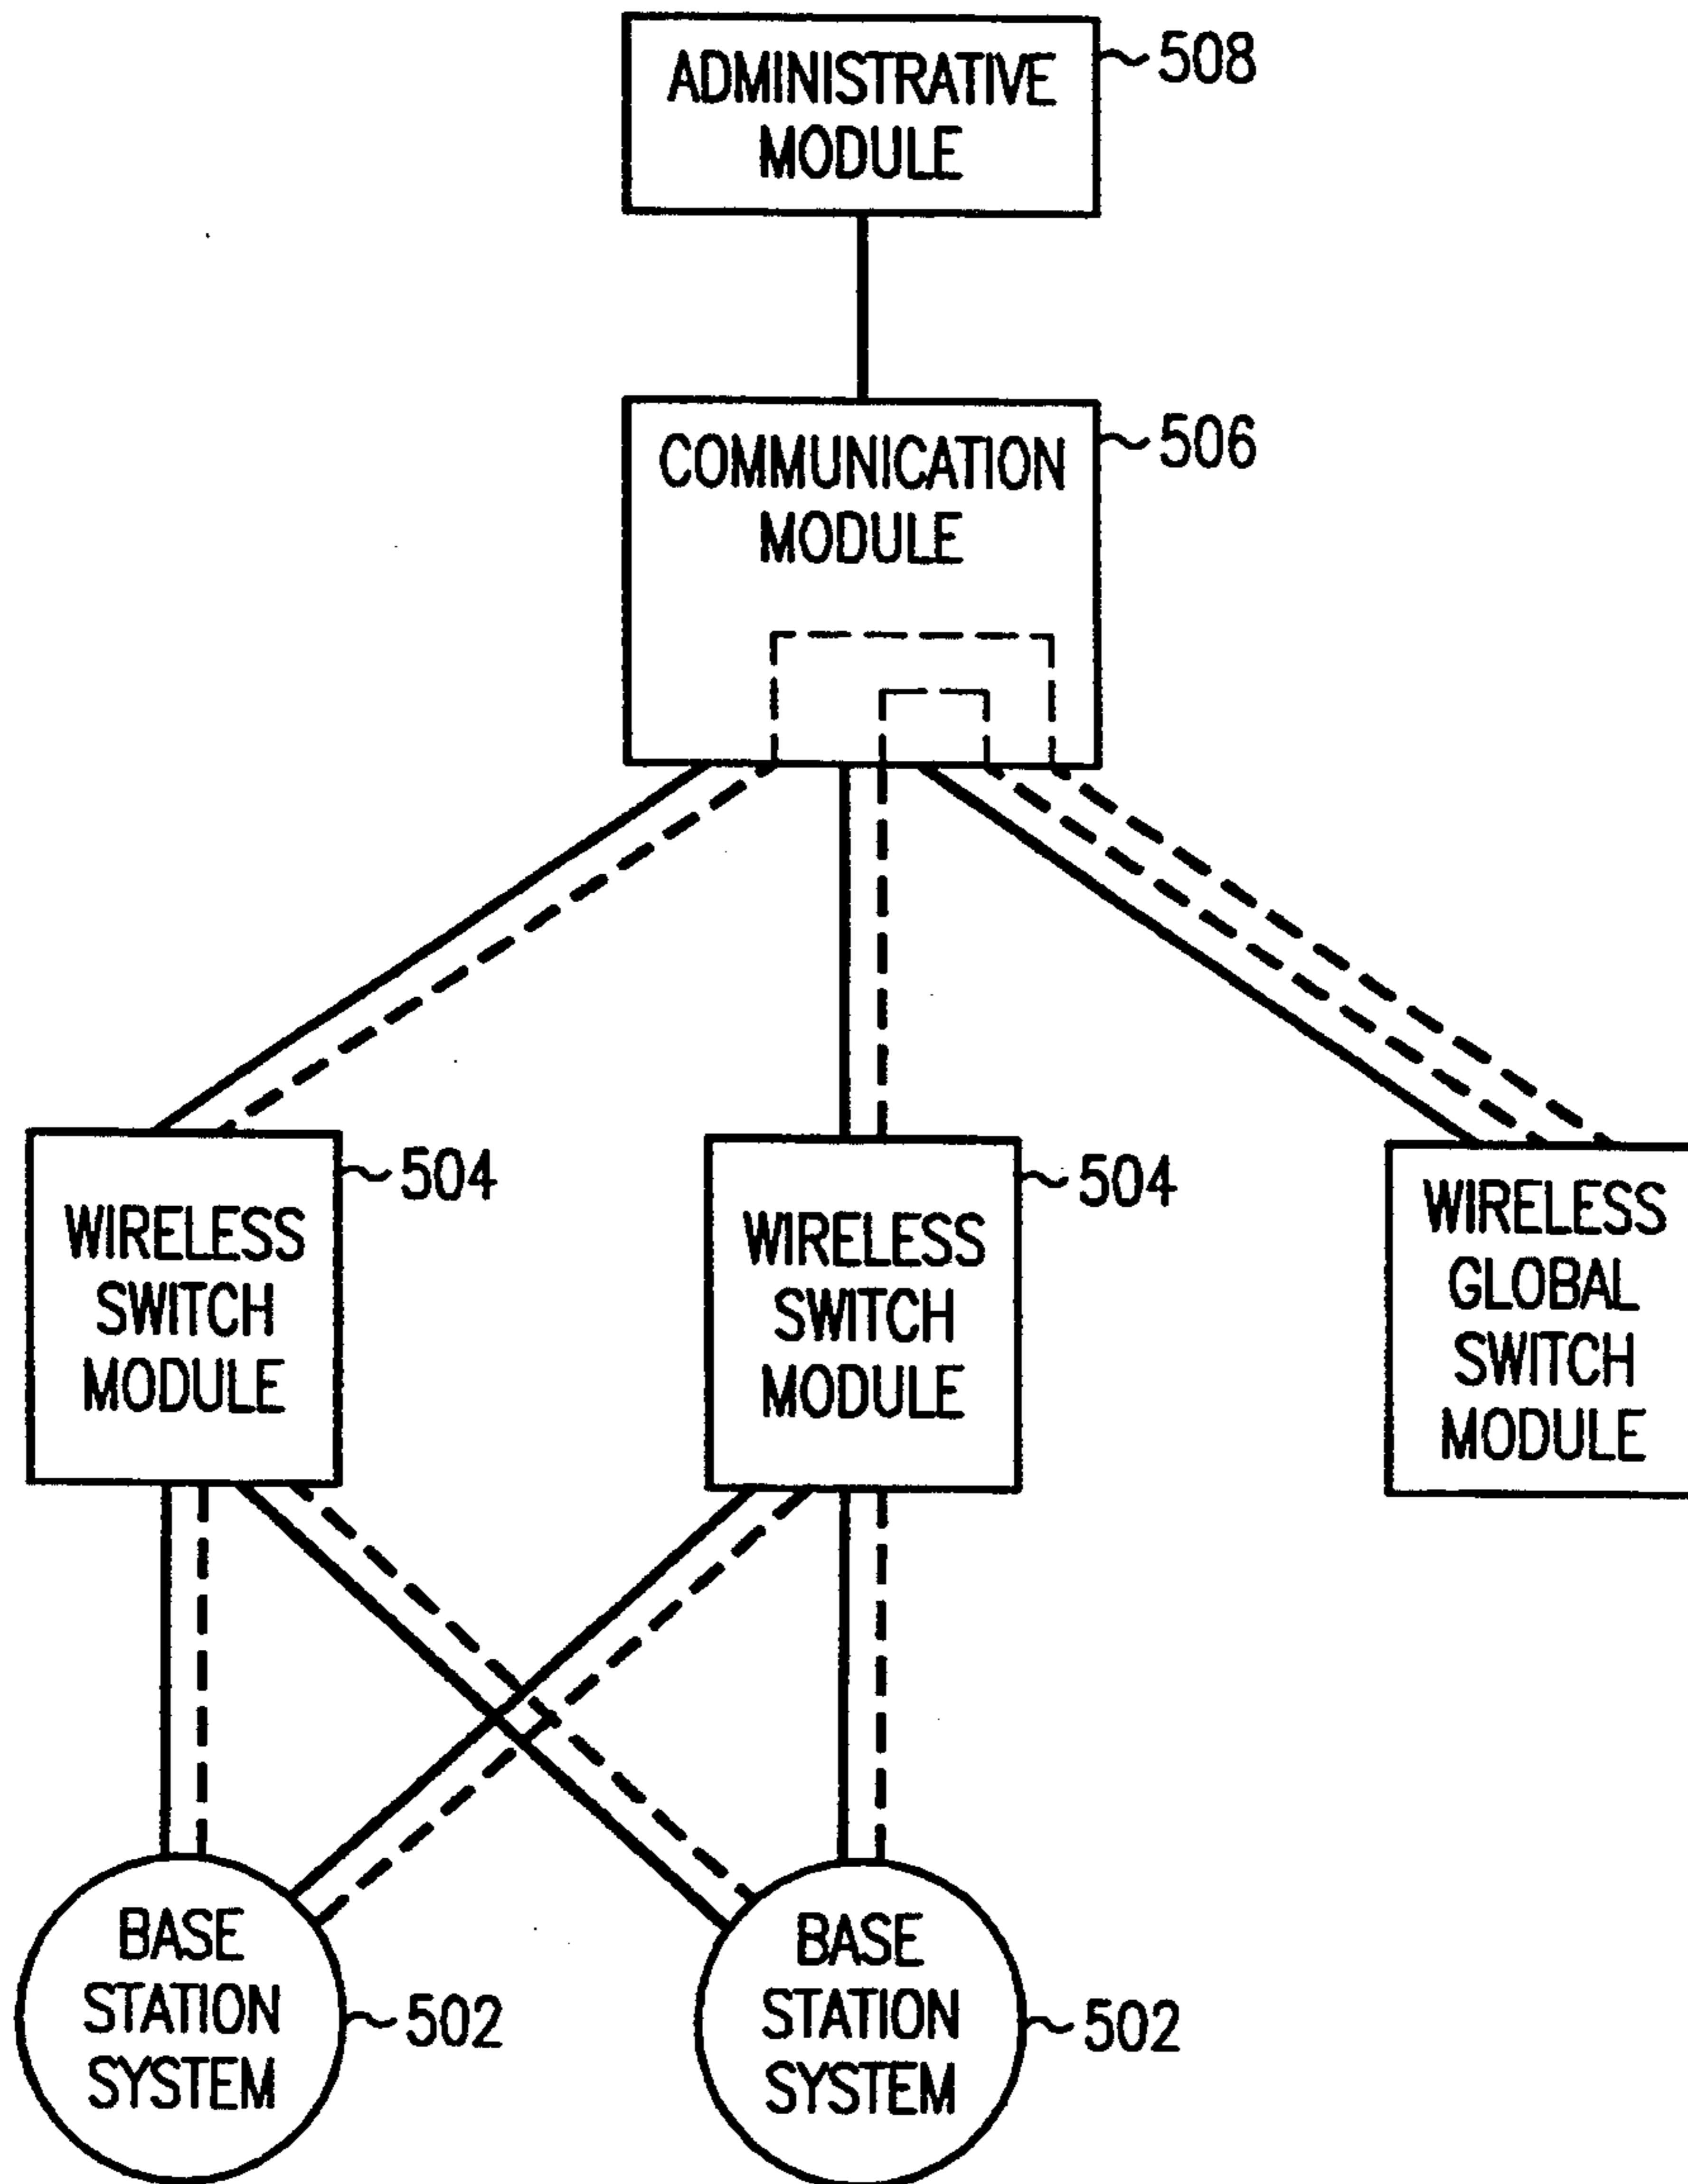 ADMINISTRATIVE
MODULE
508
COMMUNICATION
MODULE
506
WIRELESS
SWITCH
MODULE
504
WIRELESS
SWITCH
MODULE
504
WIRELESS
GLOBAL
SWITCH
MODULE
BASE
STATION
SYSTEM
502
BASE
STATION
SYSTEM
502